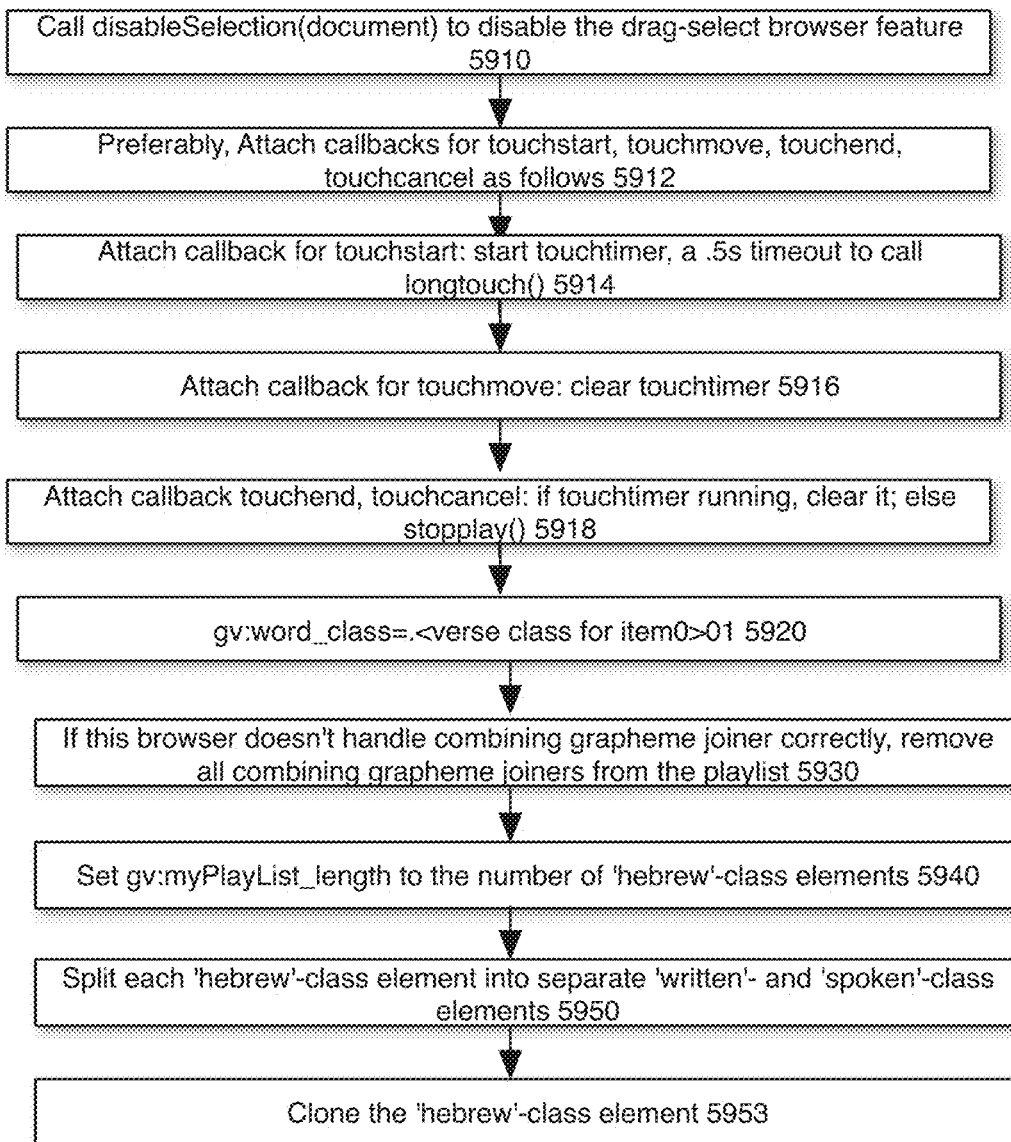 Call disableSelection(document) to disable the drag-select browser feature
5910
Preferably, Attach callbacks for touchstart, touchmove, touchend,
touchcancel as follows 5912
Attach callback for touchstart: start touchtimer, a .5s timeout to call
longtouch() 5914
Attach callback for touchmove: clear touchtimer 5916
Attach callback touchend, touchcancel: if touchtimer running, clear it; else
stopplay() 5918
gv:word_class=.<verse class for item0>01 5920
If this browser doesn't handle combining grapheme joiner correctly, remove
all combining grapheme joiners from the playlist 5930
Set gv:myPlayList_length to the number of 'hebrew'-class elements 5940
Split each 'hebrew'-class element into separate 'written'- and 'spoken'-class
elements 5950
Clone the 'hebrew'-class element 5953